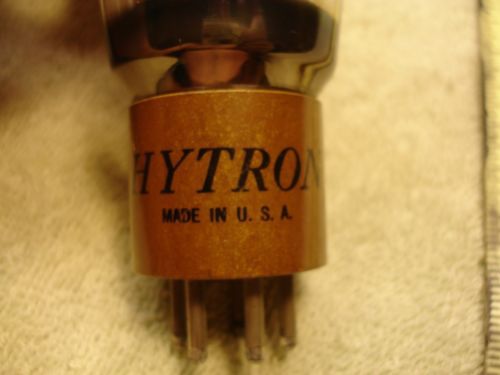 HYTRON
MADE IN U. S. A.